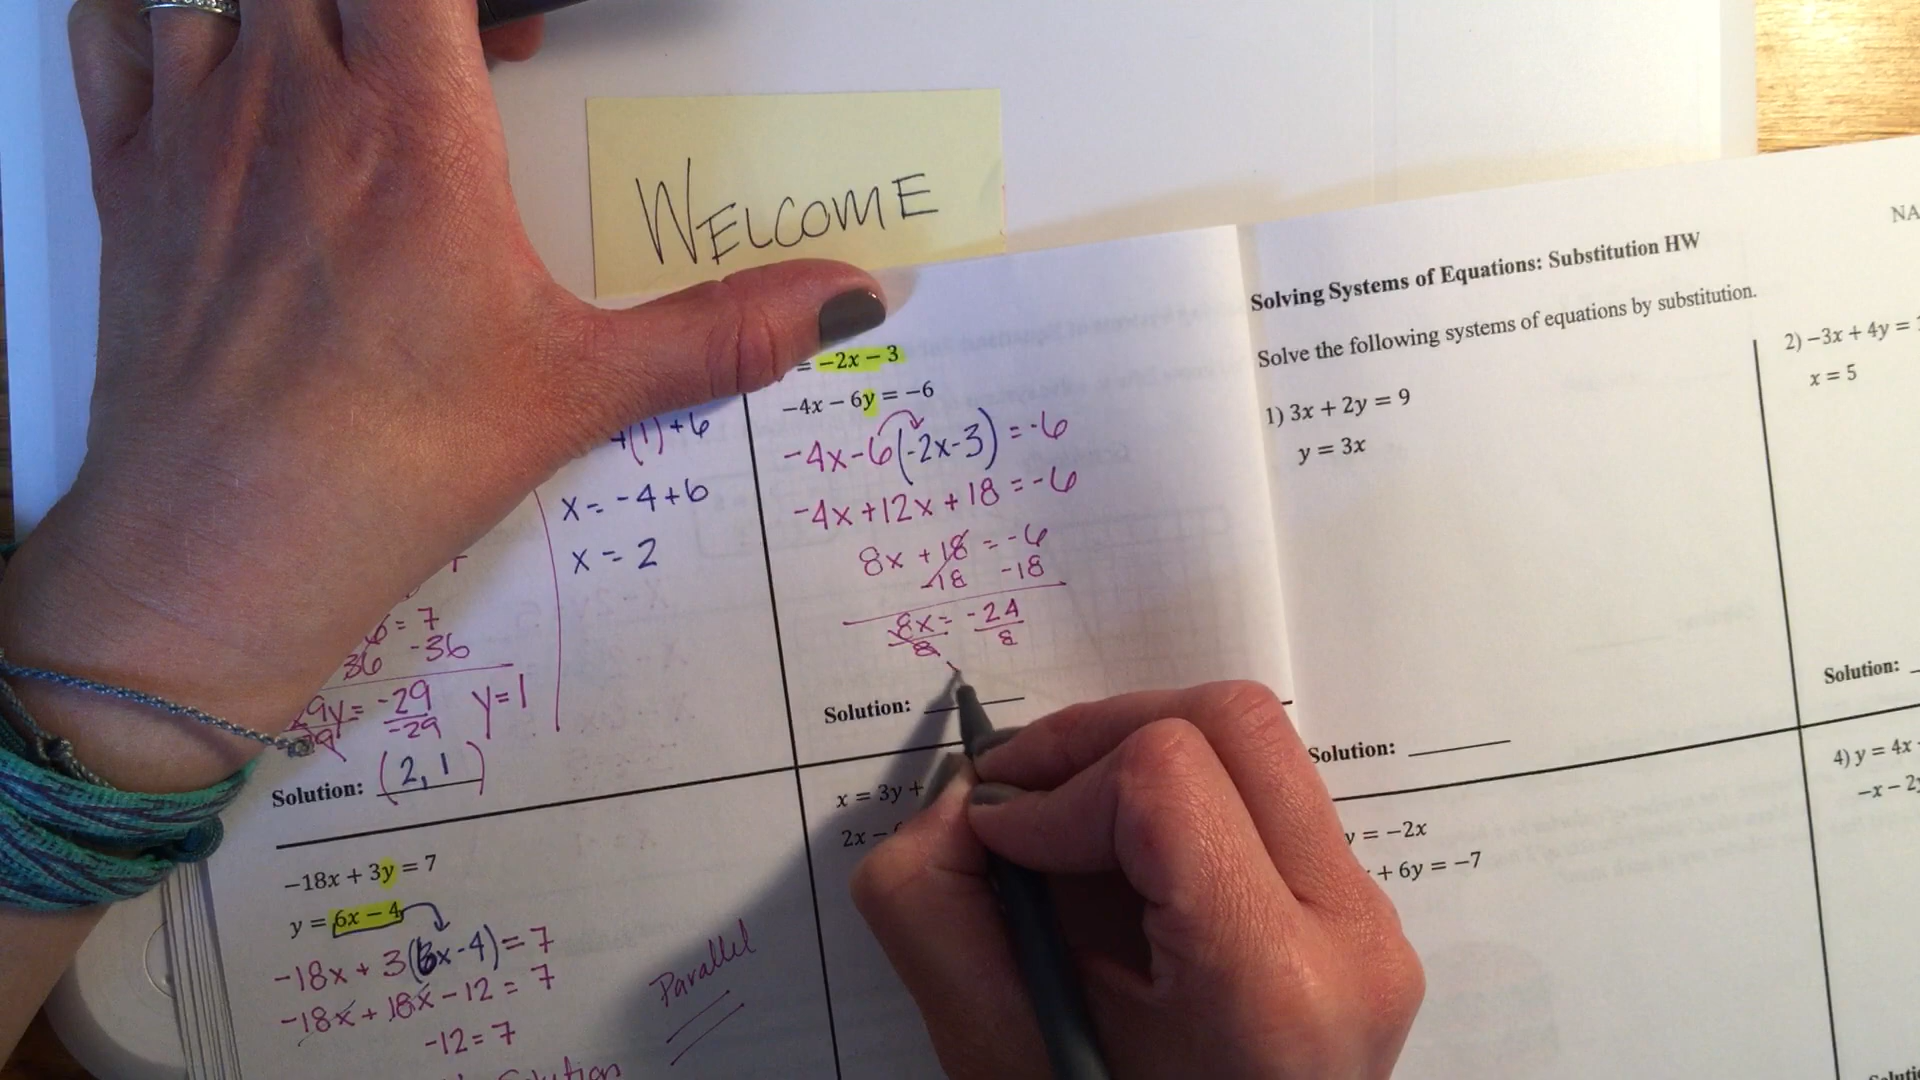 WELCOME
= -2x - 3
-4x - 6y = -6
-4x-6(-2x-3) = -6
-4x+12x+18 = -6
8x + 18 = -6
-18 -18
8x = -24
8 8
Solution:
(1)+6
x = -4+6
x = 2
= 7
36 -36
-29
-29
y=1
Solution: (2, 1)
-18x + 3y = 7
y = 6x - 4
-18x + 3(6x-4) = 7
-18x + 18x - 12 = 7
-12 = 7
Solution
Parallel
x = 3y +
2x -
NA
Solving Systems of Equations: Substitution HW
Solve the following systems of equations by substitution.
1) 3x + 2y = 9
y = 3x
Solution:
2) -3x + 4y =
x = 5
Solution:
y = -2x
+ 6y = -7
4) y = 4x
-x - 2